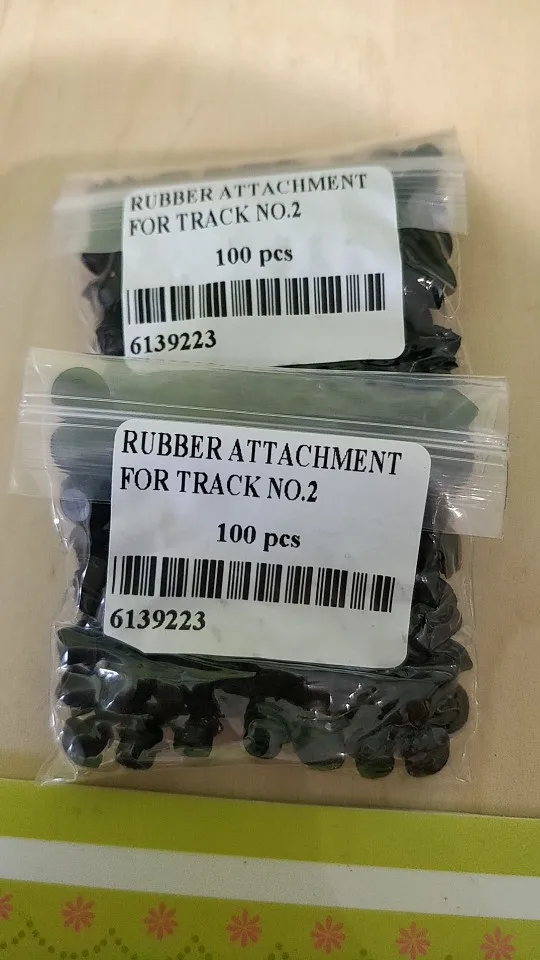 RUBBER ATTACHMENT
FOR TRACK NO.2
100 pcs
6139223
RUBBER ATTACHMENT
FOR TRACK NO.2
100 pcs
6139223